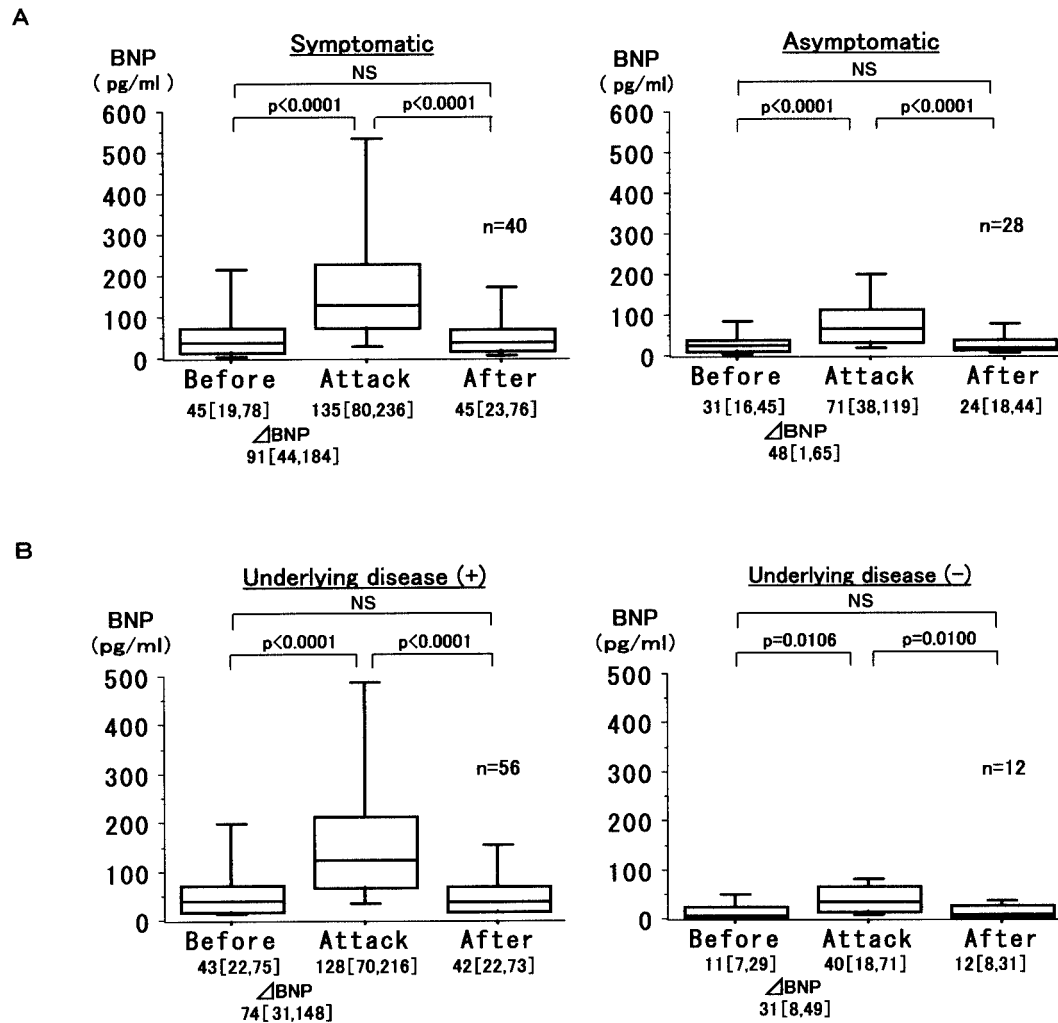 A
Symptomatic
BNP
( pg/ml )
NS
p<0.0001 p<0.0001
600
500
400
300
200
100
0
n=40
Before Attack After
45[19,78] 135[80,236] 45[23,76]
⊿BNP
91[44,184]
Asymptomatic
BNP
( pg/ml )
NS
p<0.0001 p<0.0001
600
500
400
300
200
100
0
n=28
Before Attack After
31[16,45] 71[38,119] 24[18,44]
⊿BNP
48[1,65]
B
Underlying disease (+)
BNP
(pg/ml)
NS
p<0.0001 p<0.0001
500
400
300
200
100
0
n=56
Before Attack After
43[22,75] 128[70,216] 42[22,73]
⊿BNP
74[31,148]
Underlying disease (−)
BNP
(pg/ml)
NS
p=0.0106 p=0.0100
500
400
300
200
100
0
n=12
Before Attack After
11[7,29] 40[18,71] 12[8,31]
⊿BNP
31[8,49]